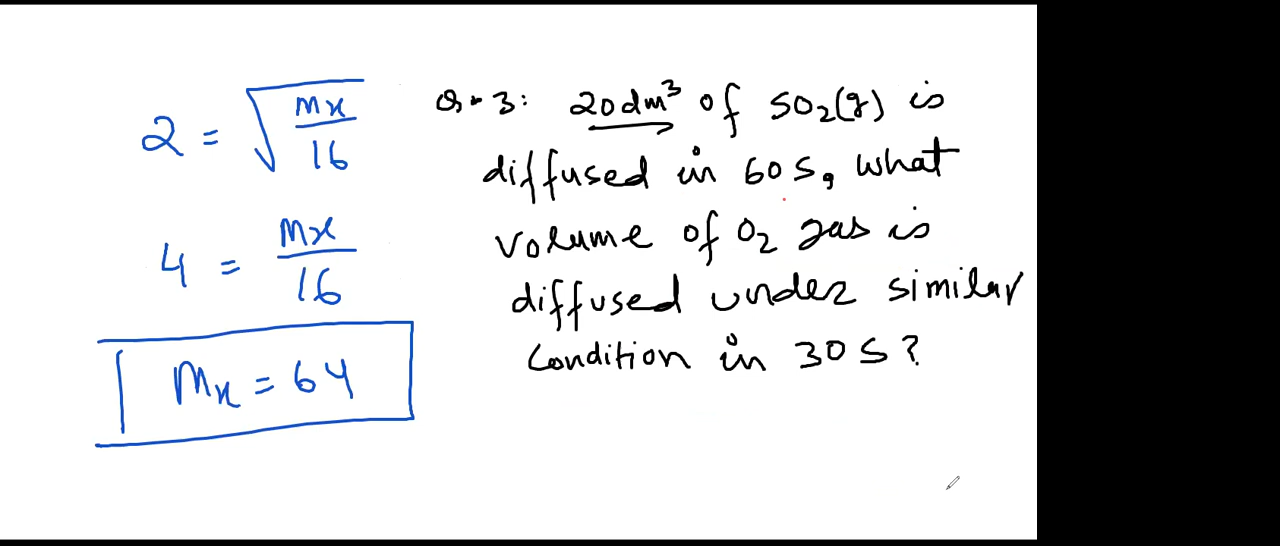 2 = √(Mx/16)
4 = Mx/16
Mx = 64
Q-3: 20dm³ of SO₂(g) is
diffused in 60S, what
volume of O₂ gas is
diffused under similar
condition in 30S?